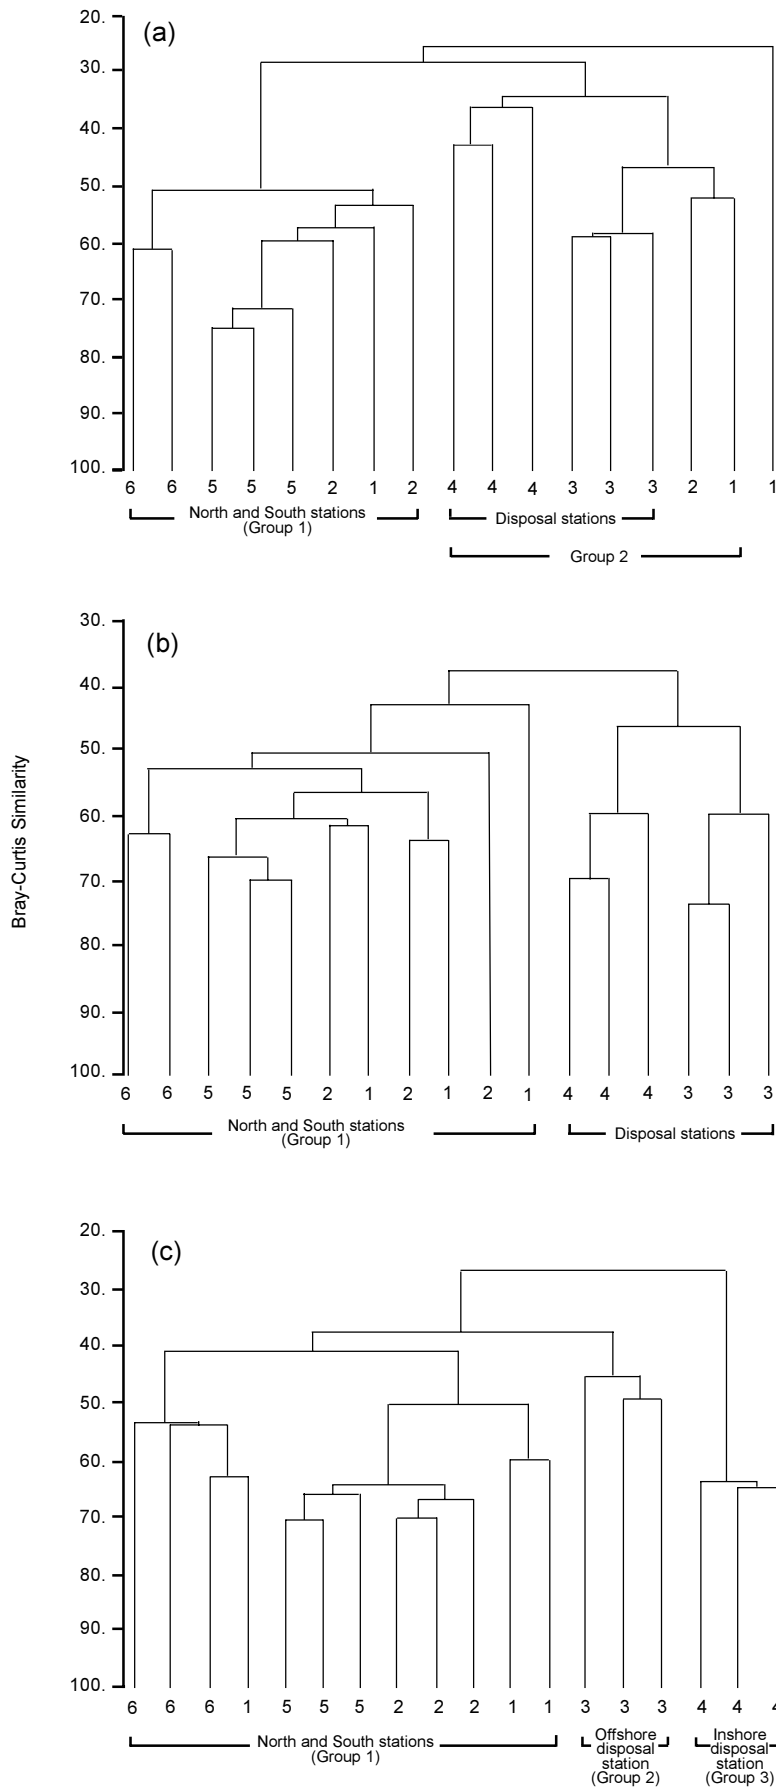 (a)
20.
30.
40.
50.
60.
70.
80.
90.
100.
6 6 5 5 5 2 1 2 4 4 4 3 3 3 2 1 1
North and South stations
(Group 1)
Disposal stations
Group 2
Bray-Curtis Similarity
(b)
30.
40.
50.
60.
70.
80.
90.
100.
6 6 5 5 5 2 1 2 1 2 1 4 4 4 3 3 3
North and South stations
(Group 1)
Disposal stations
(c)
20.
30.
40.
50.
60.
70.
80.
90.
100.
6 6 6 1 5 5 5 2 2 2 1 1 3 3 3 4 4 4
North and South stations
(Group 1)
Offshore
disposal
station
(Group 2)
Inshore
disposal
station
(Group 3)